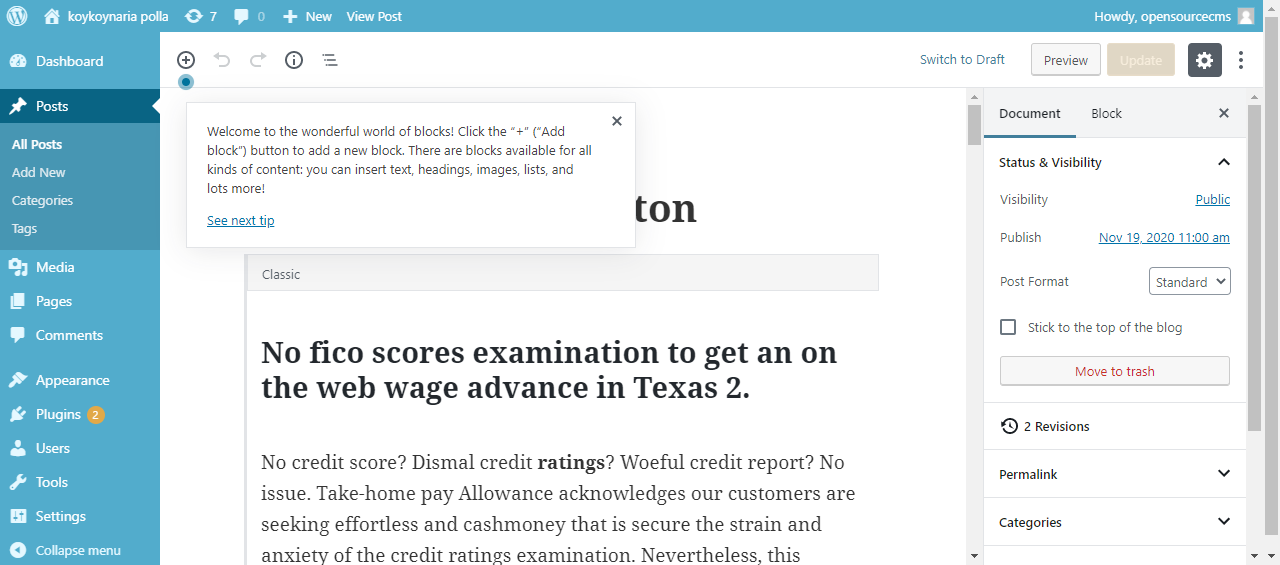 koykoynaria polla 7 0 New View Post Howdy, opensourcecms
Dashboard
Posts
All Posts
Add New
Categories
Tags
Media
Pages
Comments
Appearance
Plugins 2
Users
Tools
Settings
Collapse menu
Switch to Draft Preview Update
Welcome to the wonderful world of blocks! Click the “+” (“Add
block”) button to add a new block. There are blocks available for all
kinds of content: you can insert text, headings, images, lists, and
lots more!
See next tip
ton
Classic
No fico scores examination to get an on
the web wage advance in Texas 2.
No credit score? Dismal credit ratings? Woeful credit report? No
issue. Take-home pay Allowance acknowledges our customers are
seeking effortless and cashmoney that is secure the strain and
anxiety of the credit ratings examination. Nevertheless, this
Document Block
Status & Visibility
Visibility Public
Publish Nov 19, 2020 11:00 am
Post Format Standard
Stick to the top of the blog
Move to trash
2 Revisions
Permalink
Categories